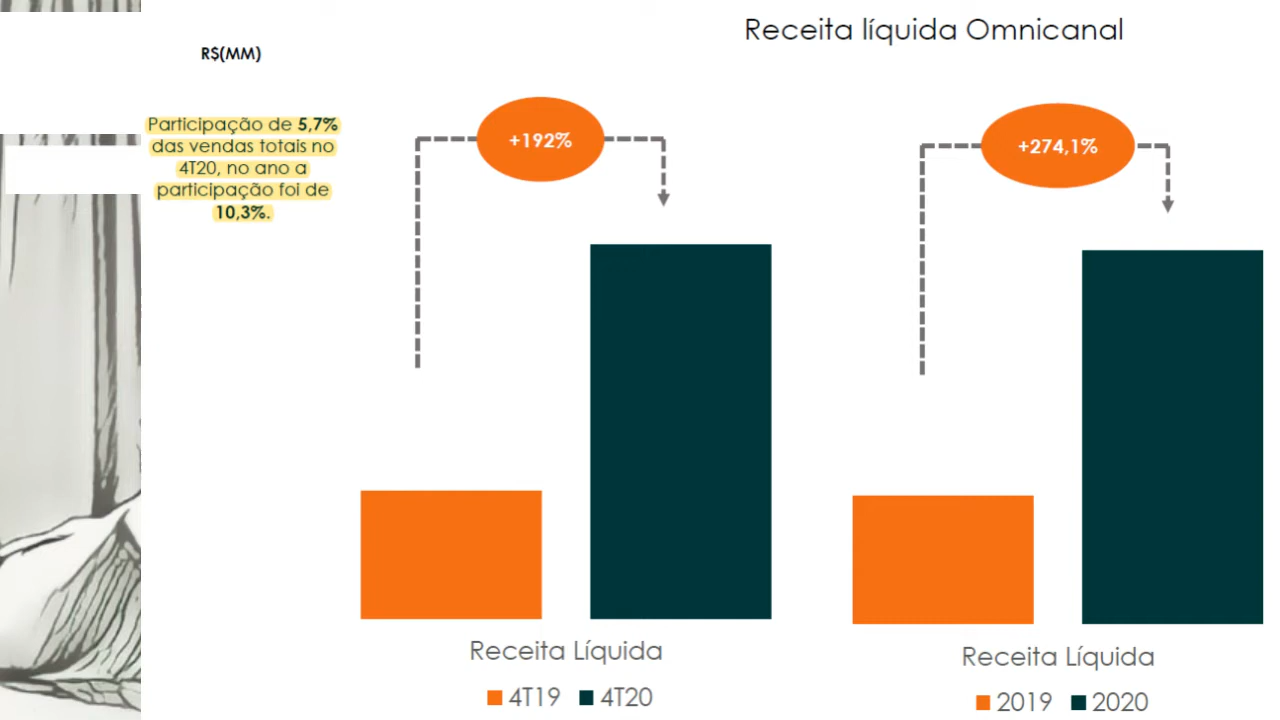 Receita líquida Omnicanal
R$(MM)
Participação de 5,7%
das vendas totais no
4T20, no ano a
participação foi de
10,3%.
+192%
+274,1%
Receita Líquida
4T19 4T20
Receita Líquida
2019 2020